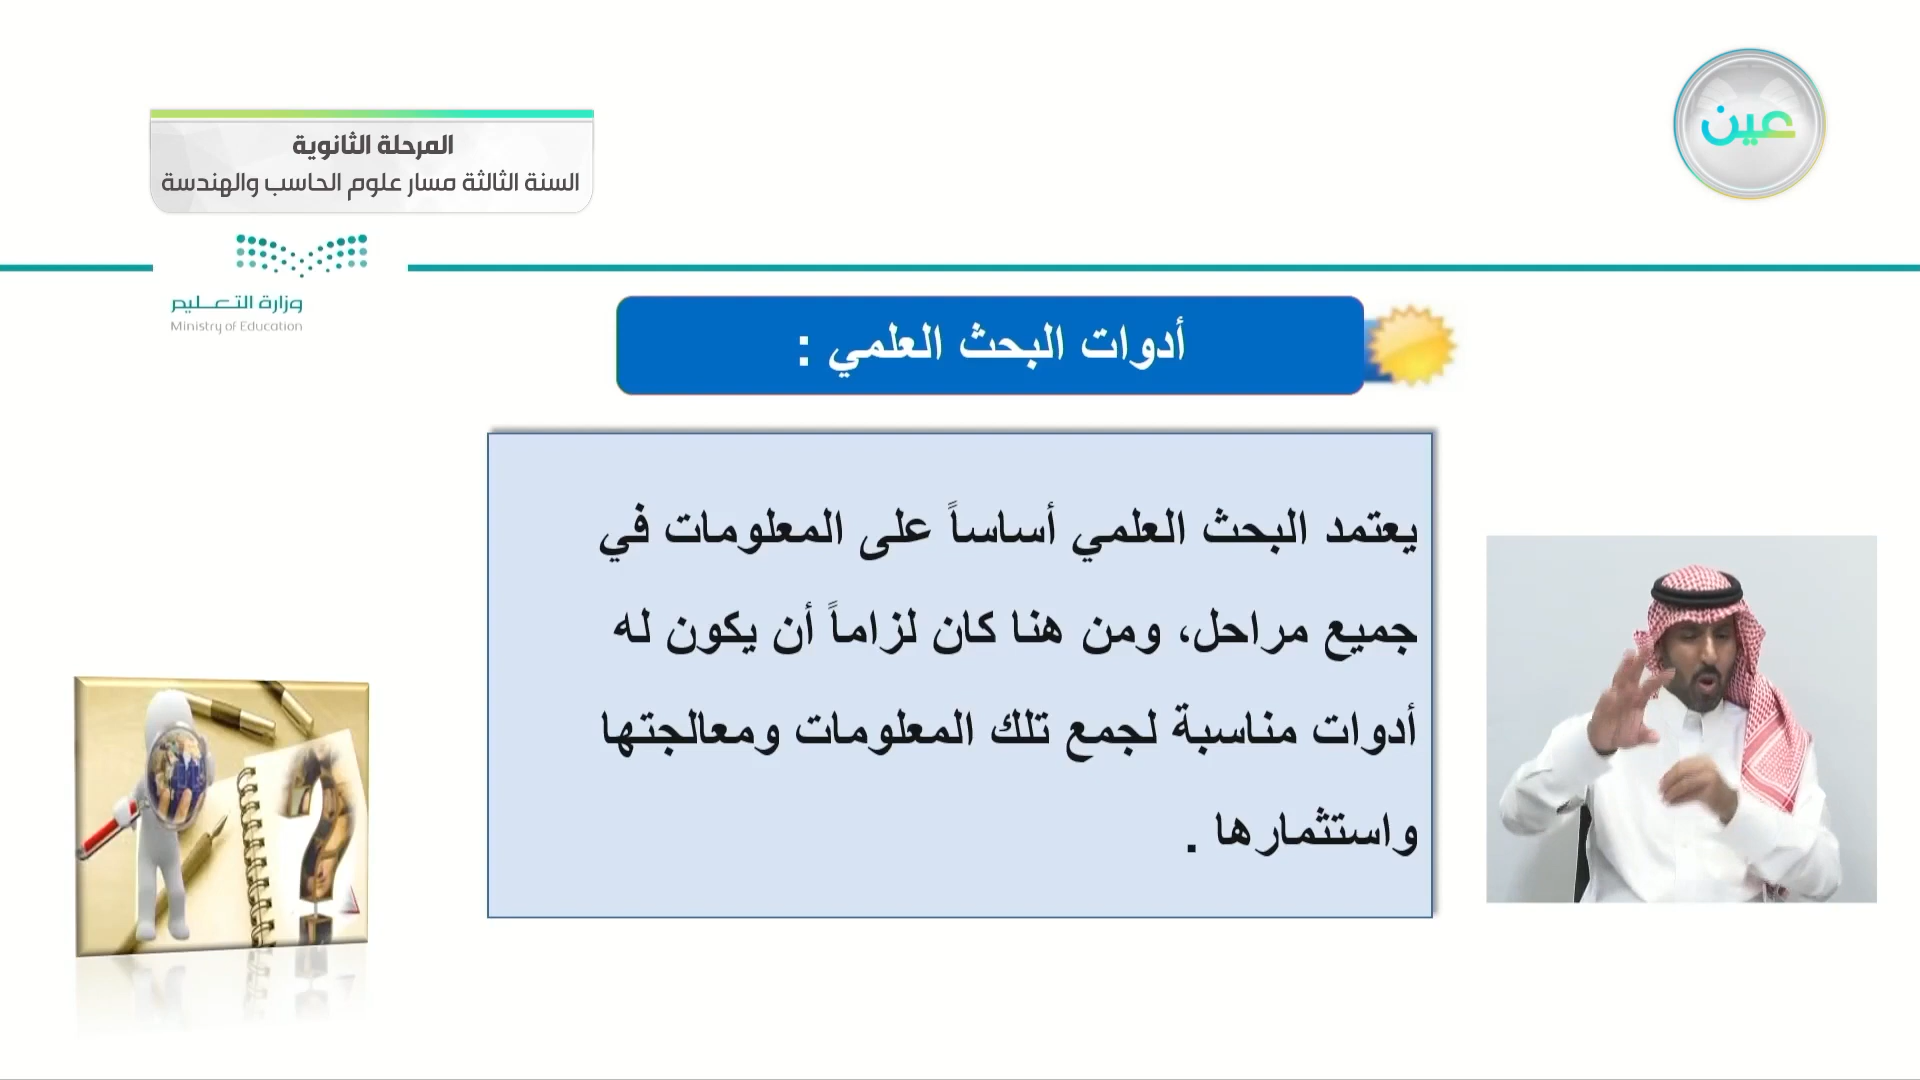 عين
المرحلة الثانوية
السنة الثالثة مسار علوم الحاسب والهندسة
وزارة التعليم
Ministry of Education
أدوات البحث العلمي :
يعتمد البحث العلمي أساساً على المعلومات في
جميع مراحل، ومن هنا كان لزاماً أن يكون له
أدوات مناسبة لجمع تلك المعلومات ومعالجتها
واستثمارها .